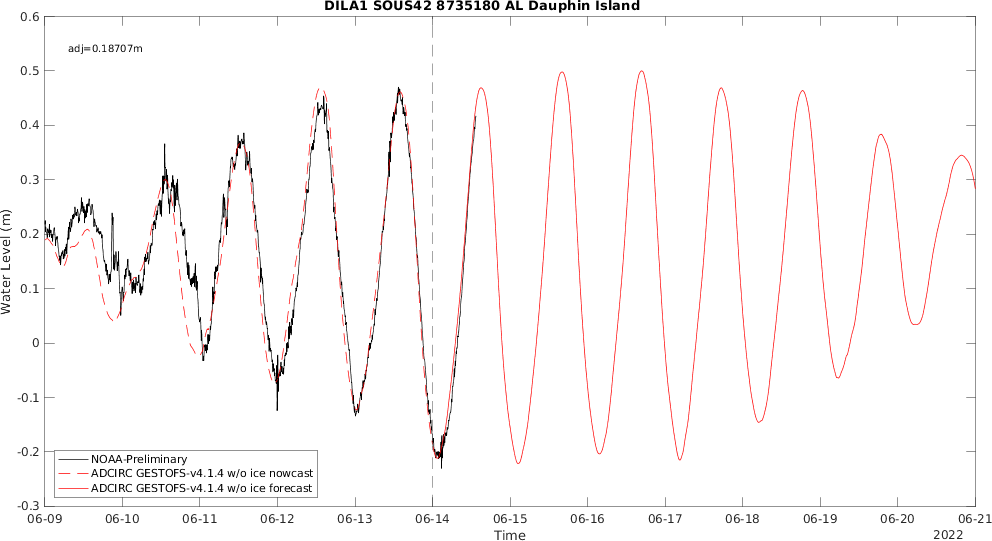 DILA1 SOUS42 8735180 AL Dauphin Island
0.6
adj=0.18707m
0.5
0.4
0.3
0.2
0.1
0
-0.1
-0.2
-0.3
Water Level (m)
NOAA-Preliminary
ADCIRC GESTOFS-v4.1.4 w/o ice nowcast
ADCIRC GESTOFS-v4.1.4 w/o ice forecast
06-09 06-10 06-11 06-12 06-13 06-14 06-15 06-16 06-17 06-18 06-19 06-20 06-21
Time
2022